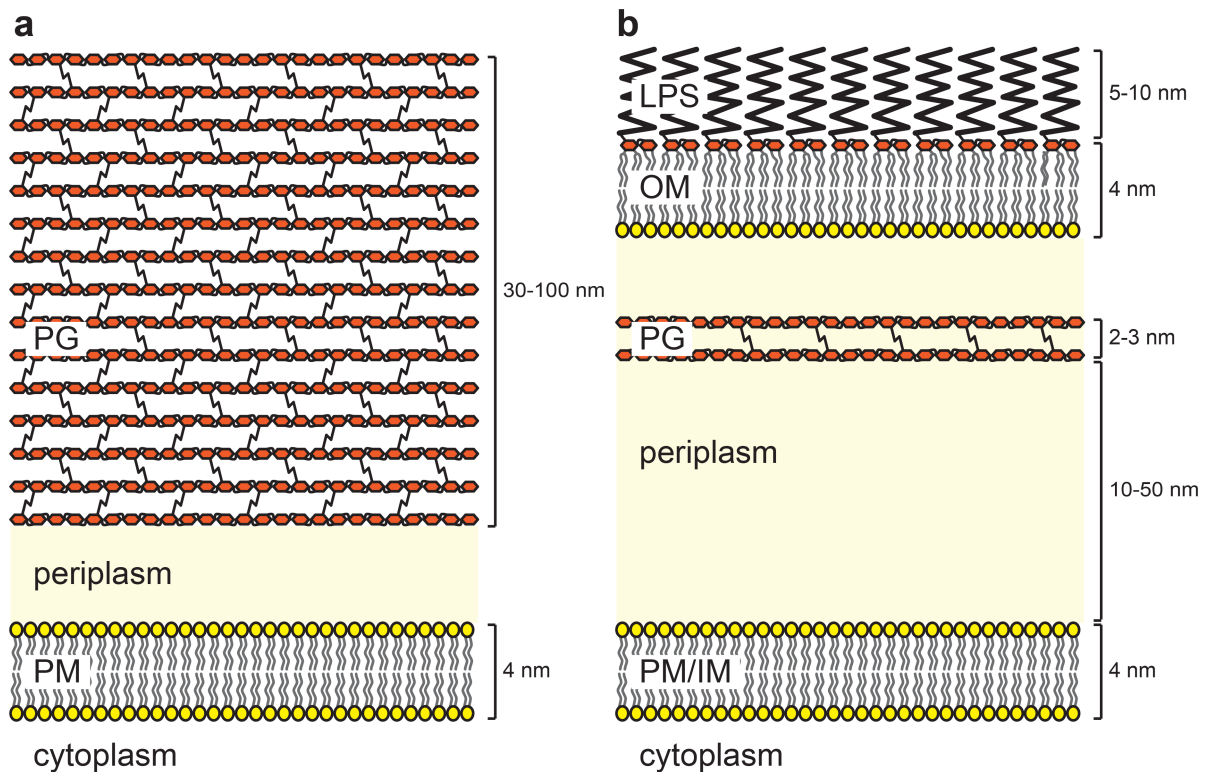 a
PG
30-100 nm
periplasm
PM
4 nm
cytoplasm
b
LPS
5-10 nm
OM
4 nm
PG
2-3 nm
periplasm
10-50 nm
PM/IM
4 nm
cytoplasm